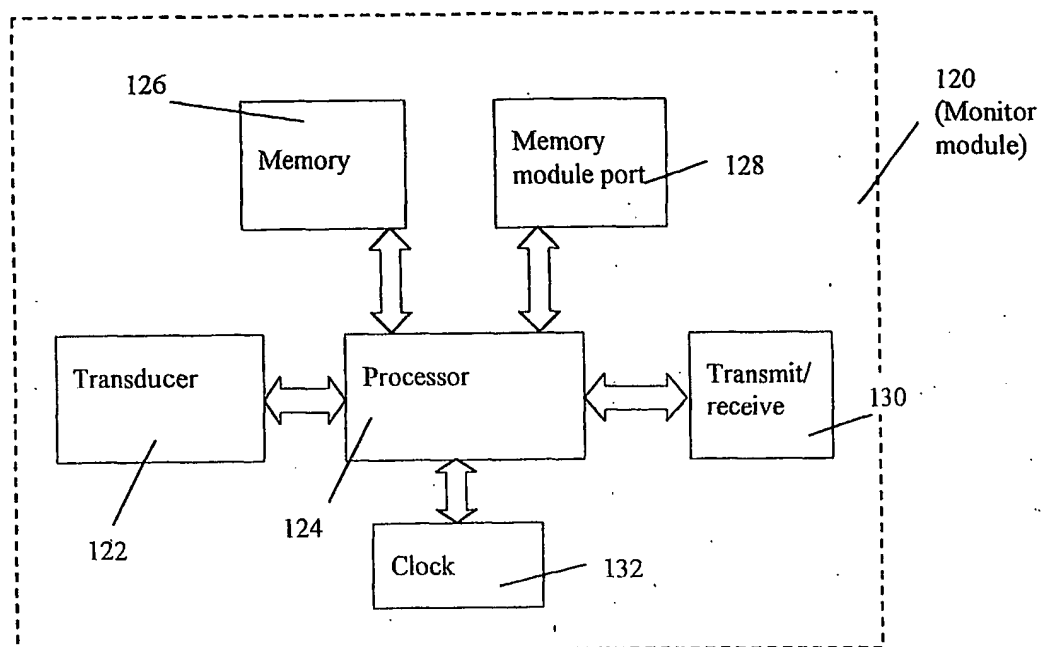 126
120
(Monitor
module)
Memory
Memory
module port
128
Transducer
Processor
Transmit/
receive
130
122
124
Clock
132